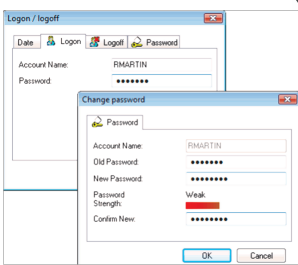 Logon / logoff
Date Logon Logoff Password
Account Name: RMARTIN
Password: •••••••
Change password
Password
Account Name: RMARTIN
Old Password: •••••••
New Password: ••••••••
Password Strength: Weak
Confirm New: ••••••••
OK Cancel